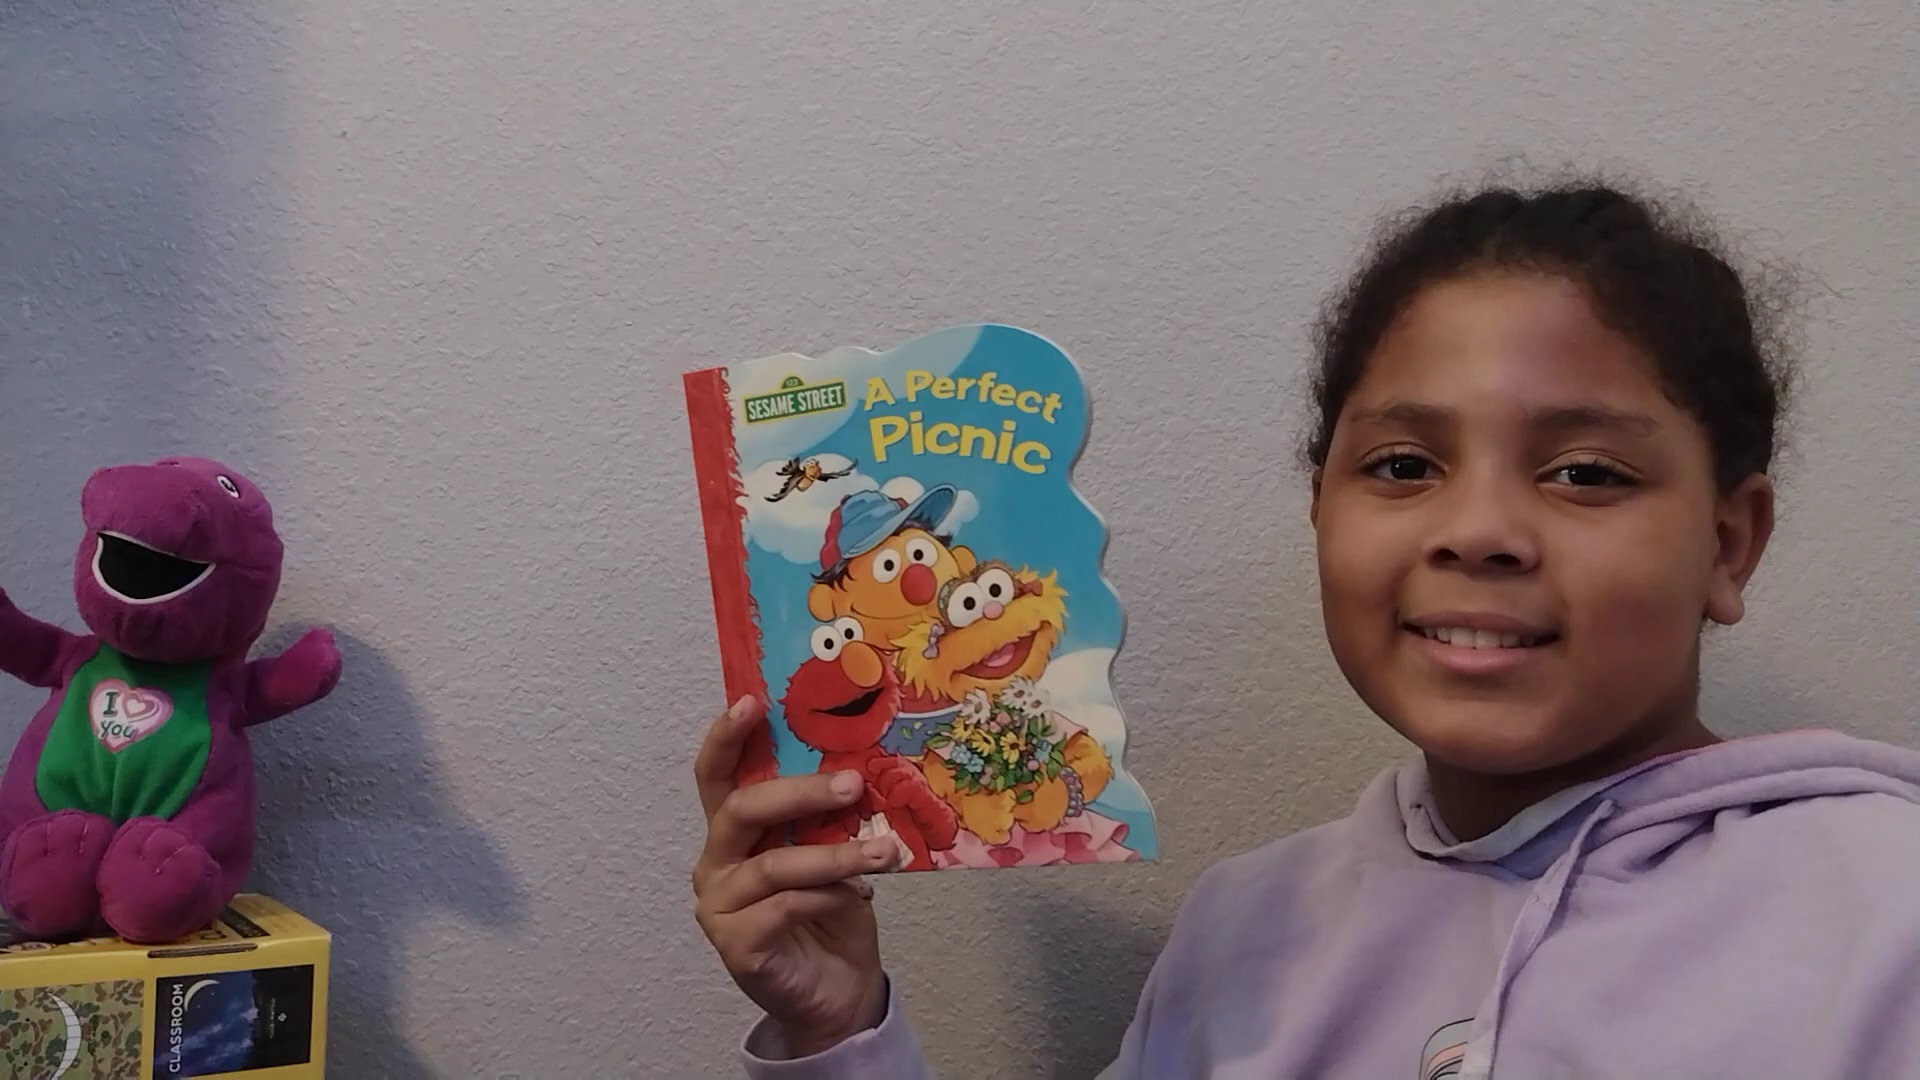 123
SESAME STREET
A Perfect
Picnic
I
you
CLASSROOM